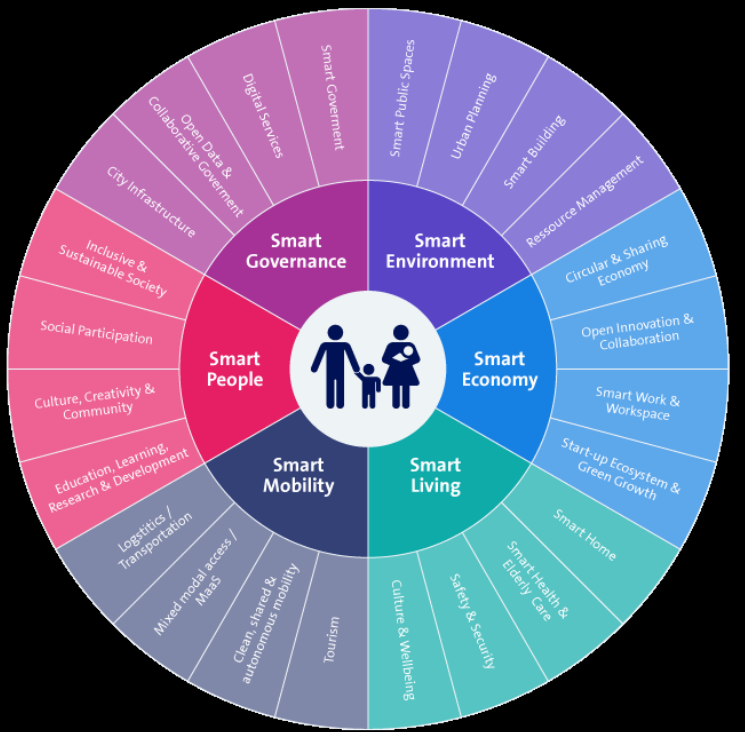 Smart
Governance
Smart
Environment
Smart
Economy
Smart
Living
Smart
Mobility
Smart
People
Smart Goverment
Smart Public Spaces
Urban Planning
Smart Building
Ressource Management
Circular & Sharing
Economy
Open Innovation &
Collaboration
Smart Work &
Workspace
Start-up Ecosystem &
Green Growth
Smart Home
Smart Health &
Elderly Care
Safety & Security
Culture & Wellbeing
Tourism
Clean, shared &
autonomous mobility
Mixed modal access /
MaaS
Logstitics /
Transportation
Education, Learning,
Research & Development
Culture, Creativity &
Community
Social Participation
Inclusive &
Sustainable Society
City Infrastructure
Open Data &
Collaborative Goverment
Digital Services